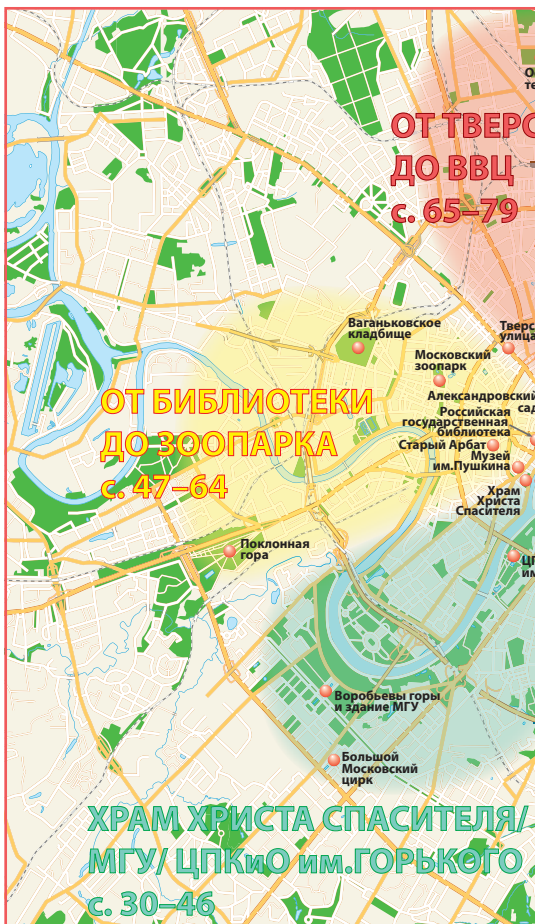 ОТ ТВЕРС
ДО ВВЦ
с. 65–79
Ваганьковское
кладбище
Тверс
улица
Московский
зоопарк
Александровский
сад
Российская
государственная
библиотека
Старый Арбат
Музей
им.Пушкина
Храм
Христа
Спасителя
ОТ БИБЛИОТЕКИ
ДО ЗООПАРКА
с. 47–64
Поклонная
гора
Воробьевы горы
и здание МГУ
Большой
Московский
цирк
ХРАМ ХРИСТА СПАСИТЕЛЯ/
МГУ/ ЦПКиО им.ГОРЬКОГО
с. 30–46